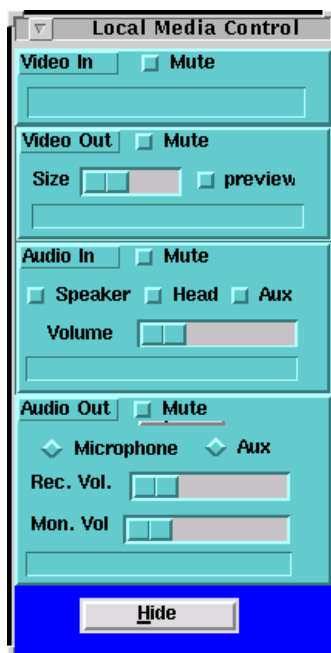 Local Media Control
Video In Mute
Video Out Mute
Size preview
Audio In Mute
Speaker Head Aux
Volume
Audio Out Mute
Microphone Aux
Rec. Vol.
Mon. Vol
Hide